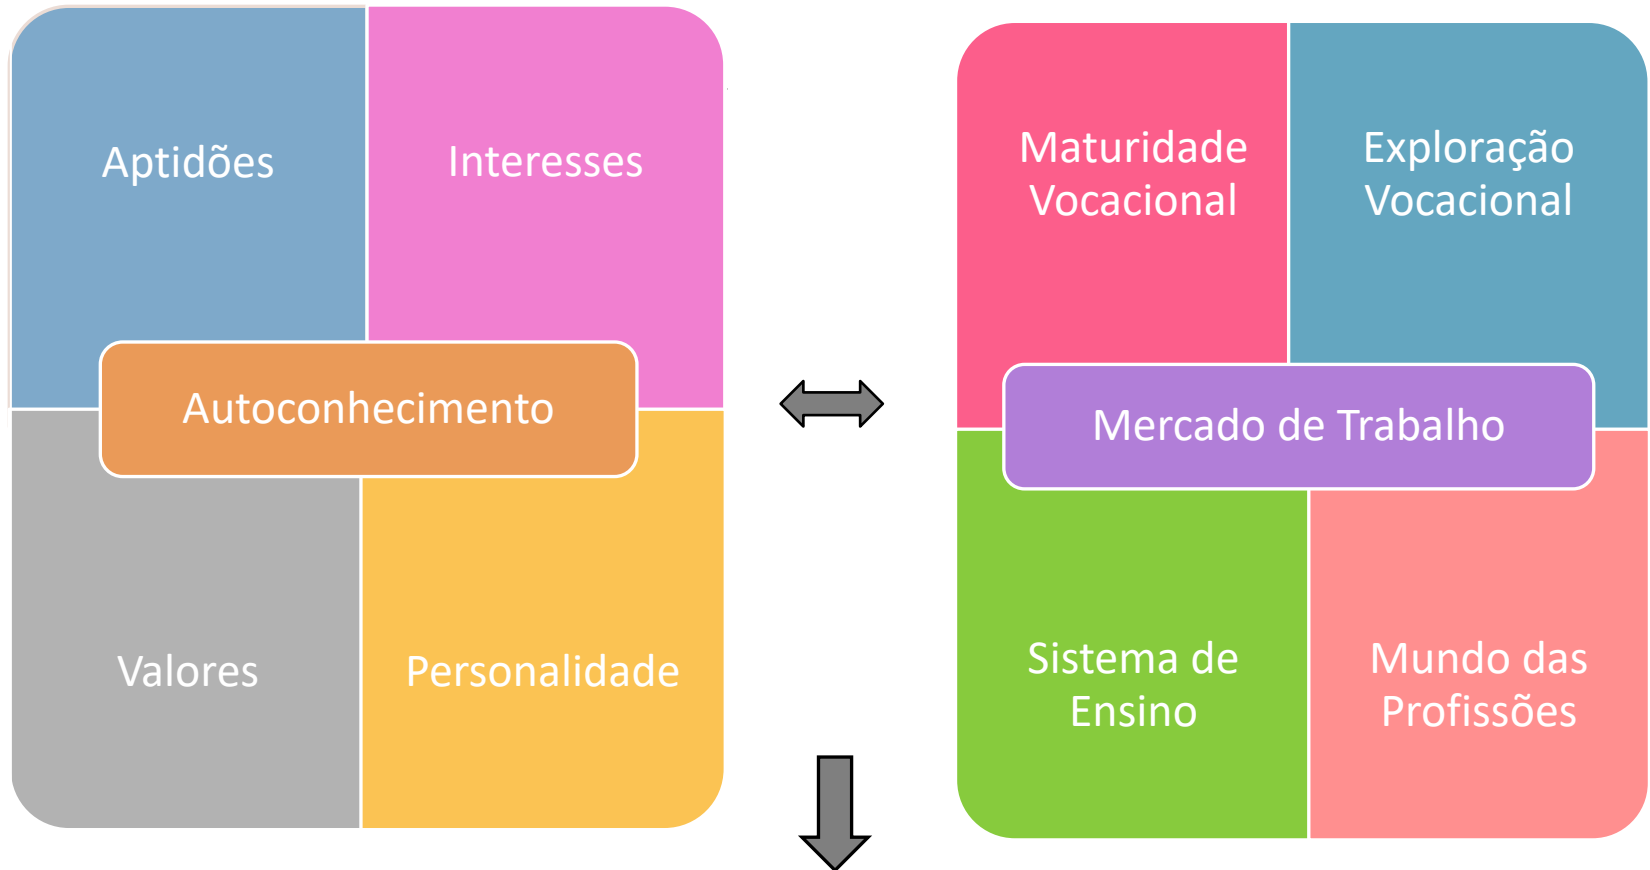 Aptidões
Interesses
Autoconhecimento
Valores
Personalidade
Maturidade
Vocacional
Exploração
Vocacional
Mercado de Trabalho
Sistema de
Ensino
Mundo das
Profissões